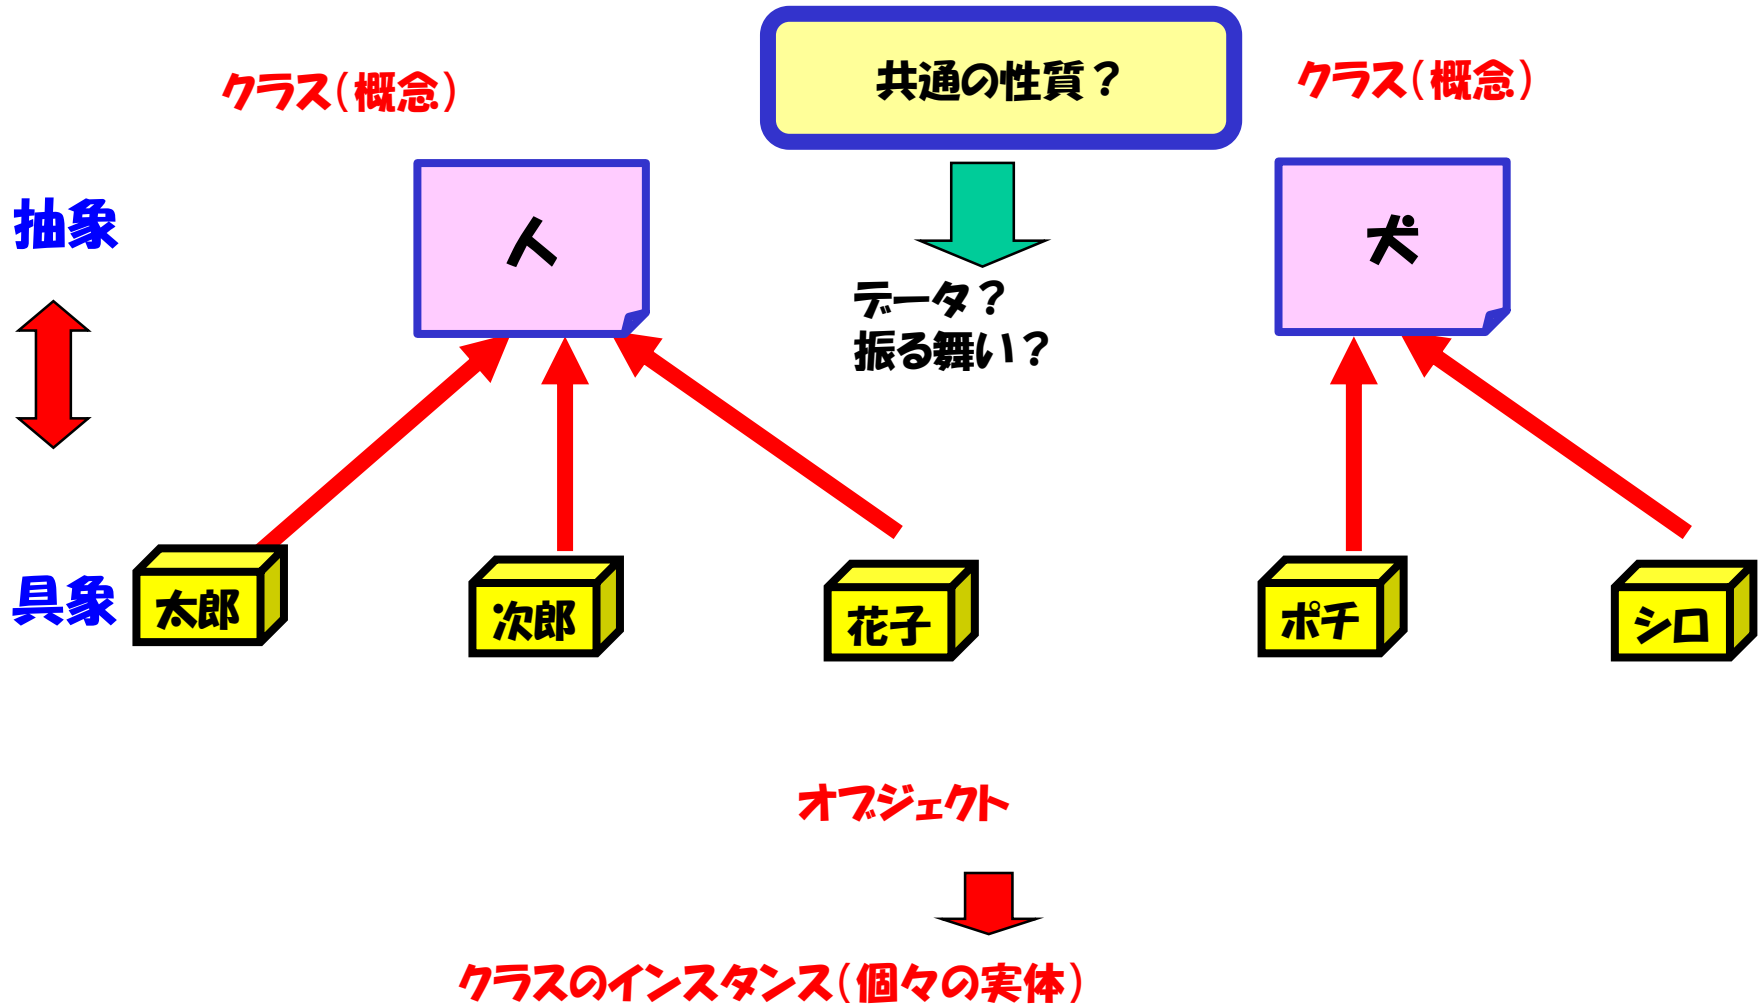 クラス（概念）
共通の性質？
クラス（概念）
抽象
人
犬
データ？
振る舞い？
具象
太郎
次郎
花子
ポチ
シロ
オブジェクト
クラスのインスタンス（個々の実体）